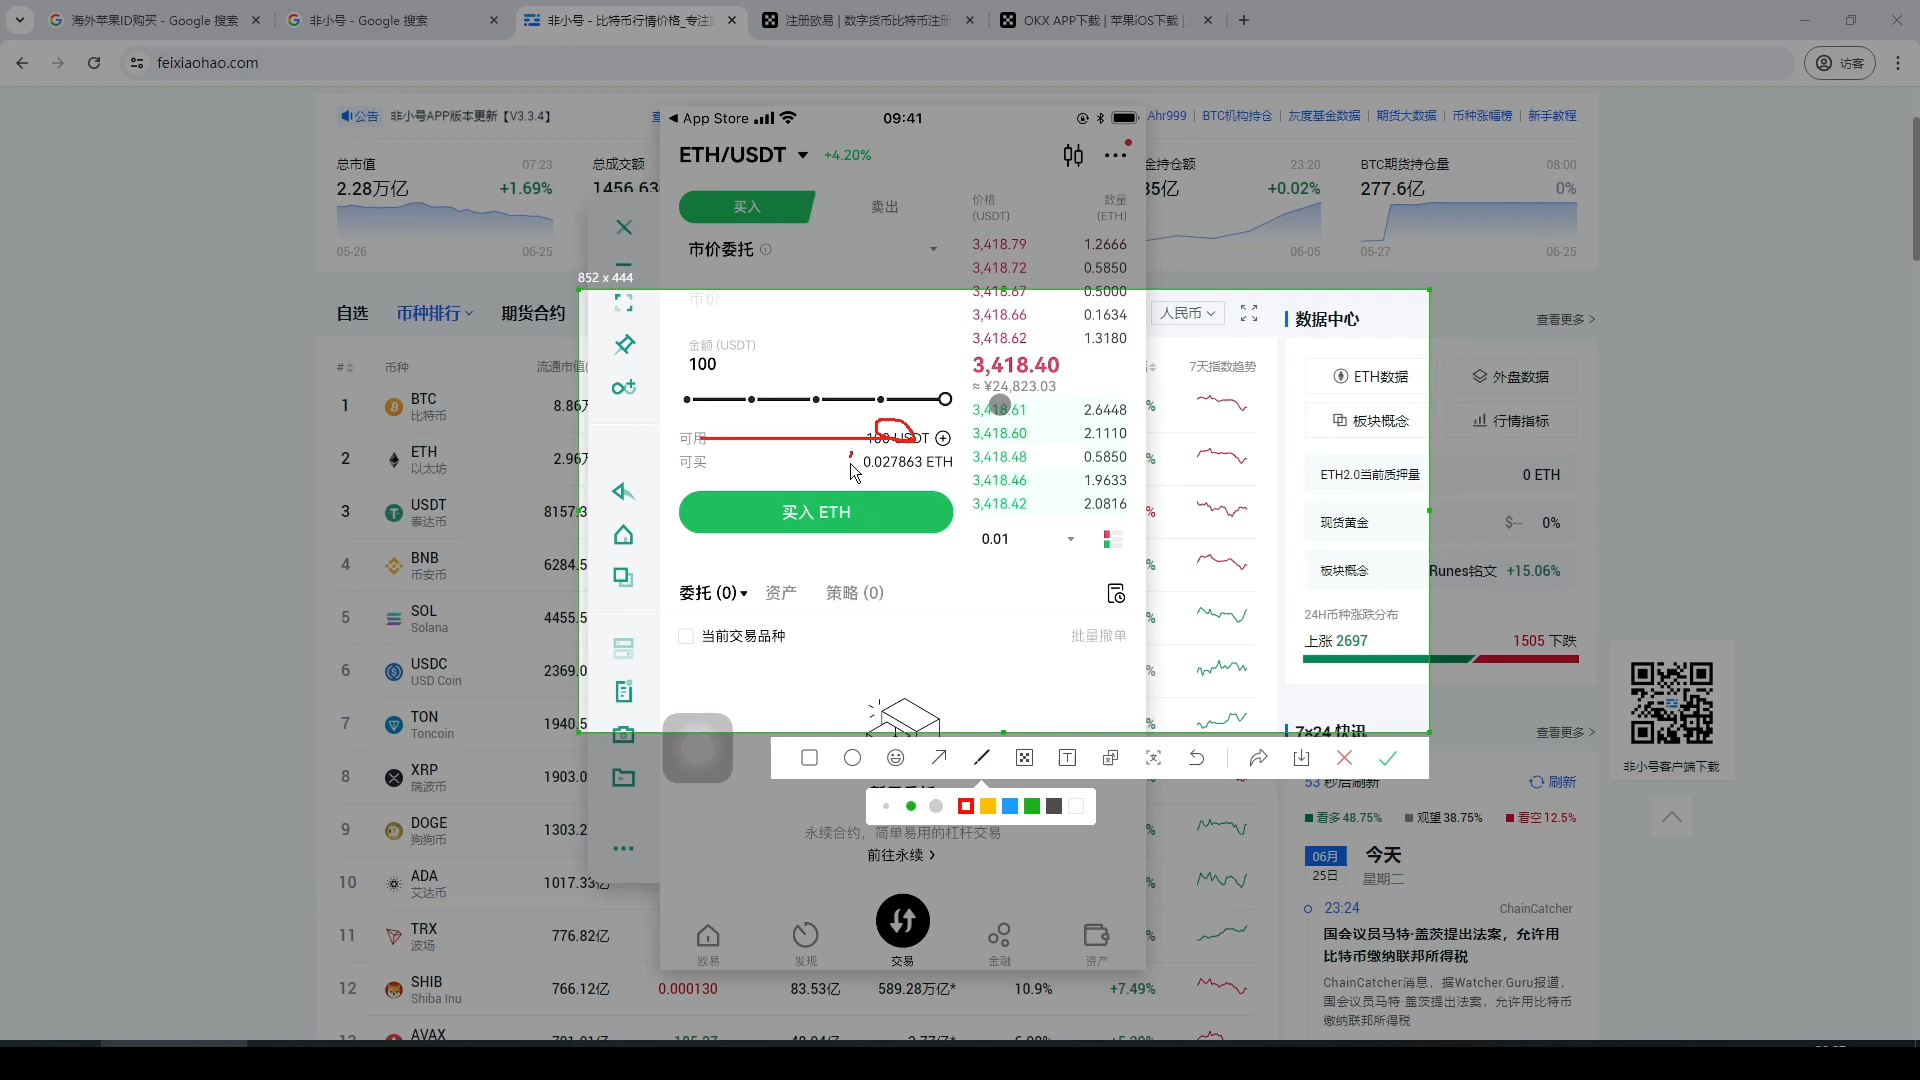 海外苹果ID购买 - Google 搜索
非小号 - Google 搜索
非小号 - 比特币行情价格_专注
注册欧易 | 数字货币比特币注册
OKX APP下载 | 苹果iOS下载 |
feixiaohao.com
访客
公告 非小号APP版本更新【V3.3.4】
Ahr999 | BTC机构持仓 | 灰度基金数据 | 期货大数据 | 币种涨幅榜 | 新手教程
总市值 07:23
2.28万亿 +1.69%
05-26 06-25
总成交额
金持仓额 23:20
35亿 +0.02%
06-05
BTC期货持仓量 08:00
277.6亿 0%
05-27 06-25
App Store 09:41
ETH/USDT +4.20%
买入 卖出
市价委托
852 x 444
市价
金额 (USDT)
100
可用 100 USDT
可买 0.027863 ETH
买入 ETH
价格 数量
(USDT) (ETH)
3,418.79 1.2666
3,418.72 0.5850
3,418.67 0.5000
3,418.66 0.1634
3,418.62 1.3180
3,418.40
≈ ¥24,823.03
3,418.61 2.6448
3,418.60 2.1110
3,418.48 0.5850
3,418.46 1.9633
3,418.42 2.0816
0.01
委托 (0) 资产 策略 (0)
当前交易品种 批量撤单
永续合约，简单易用的杠杆交易
前往永续
欧易 发现 交易 金融 资产
自选 币种排行 期货合约
人民币
# 币种 流通市值 7天指数趋势
1 BTC 比特币 8.86
2 ETH 以太坊 2.96
3 USDT 泰达币 8157.3
4 BNB 币安币 6284.5
5 SOL Solana 4455.5
6 USDC USD Coin 2369.0
7 TON Toncoin 1940.5
8 XRP 瑞波币 1903.0
9 DOGE 狗狗币 1303.2
10 ADA 艾达币 1017.33亿
11 TRX 波场 776.82亿
12 SHIB Shiba Inu 766.12亿 0.000130 83.53亿 589.28万亿* 10.9% +7.49%
AVAX
数据中心 查看更多
ETH数据 外盘数据
板块概念 行情指标
ETH2.0当前质押量 0 ETH
现货黄金 $-- 0%
板块概念 Runes铭文 +15.06%
24H币种涨跌分布
上涨 2697 1505 下跌
7x24 快讯 查看更多
53 秒后刷新 刷新
看多48.75% 观望38.75% 看空12.5%
06月 今天
25日 星期二
23:24 ChainCatcher
国会议员马特·盖茨提出法案，允许用
比特币缴纳联邦所得税
ChainCatcher消息，据Watcher.Guru报道，
国会议员马特·盖茨提出法案，允许用比特币
缴纳联邦所得税
非小号客户端下载